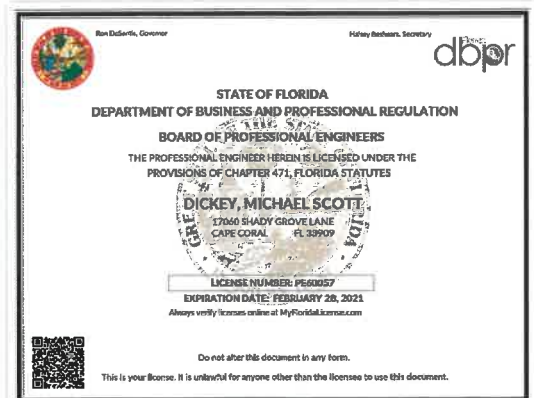 Ron DeSantis, Governor
Halsey Beshears, Secretary
Florida
dbpr
STATE OF FLORIDA
DEPARTMENT OF BUSINESS AND PROFESSIONAL REGULATION
BOARD OF PROFESSIONAL ENGINEERS
THE PROFESSIONAL ENGINEER HEREIN IS LICENSED UNDER THE
PROVISIONS OF CHAPTER 471, FLORIDA STATUTES
DICKEY, MICHAEL SCOTT
17060 SHADY GROVE LANE
CAPE CORAL FL 33909
LICENSE NUMBER: PE60057
EXPIRATION DATE: FEBRUARY 28, 2021
Always verify licenses online at MyFloridaLicense.com
Do not alter this document in any form.
This is your license. It is unlawful for anyone other than the licensee to use this document.